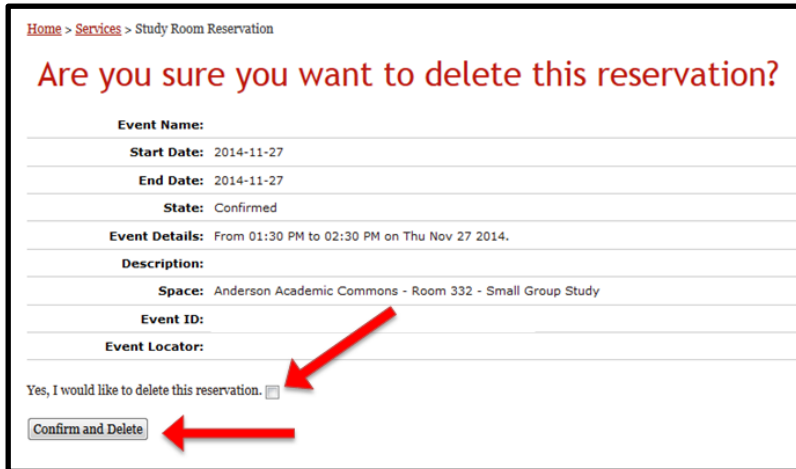 Home > Services > Study Room Reservation
Are you sure you want to delete this reservation?
Event Name:
Start Date: 2014-11-27
End Date: 2014-11-27
State: Confirmed
Event Details: From 01:30 PM to 02:30 PM on Thu Nov 27 2014.
Description:
Space: Anderson Academic Commons - Room 332 - Small Group Study
Event ID:
Event Locator:
Yes, I would like to delete this reservation.
Confirm and Delete